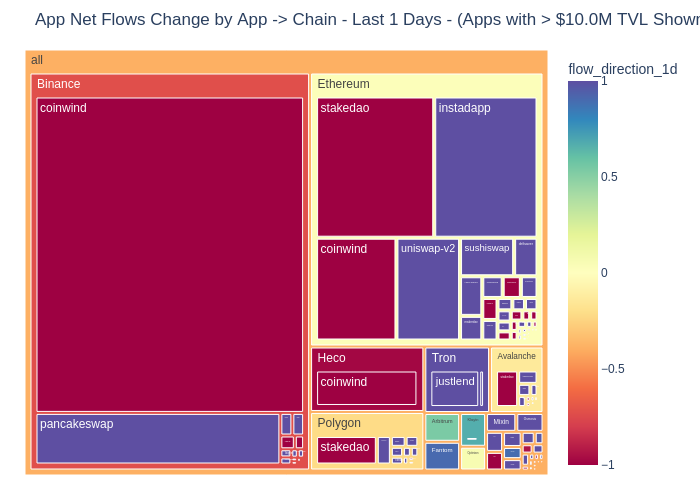 App Net Flows Change by App -> Chain - Last 1 Days - (Apps with > $10.0M TVL Shown
all
flow_direction_1d
Binance
Ethereum
coinwind
stakedao
instadapp
coinwind
uniswap-v2
sushiswap
Heco
coinwind
Tron
justlend
Avalanche
pancakeswap
Polygon
stakedao
Arbitrum
Fantom
Mixin
1
0.5
0
−0.5
−1